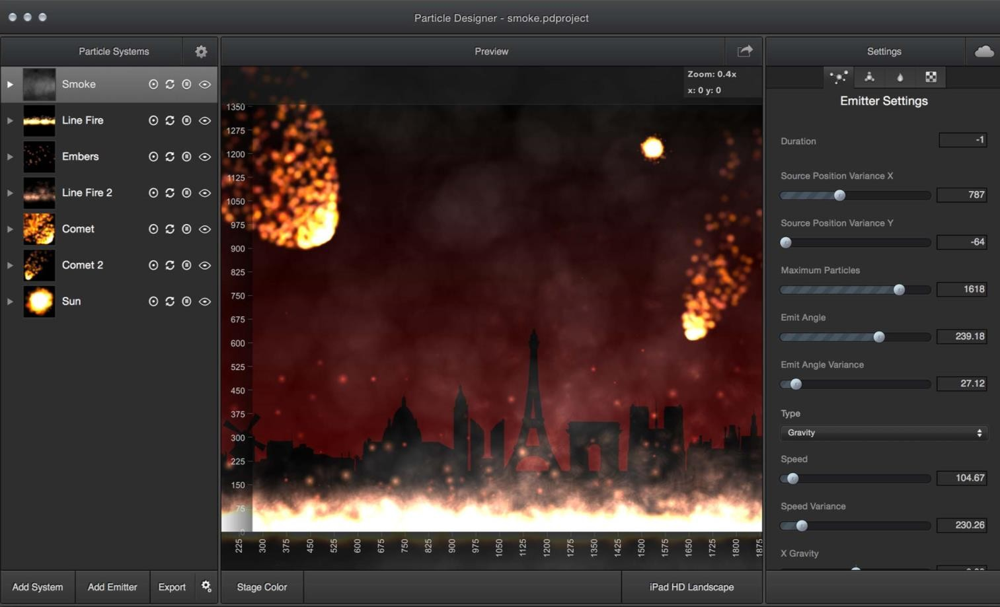 Particle Designer - smoke.pdproject
Particle Systems
Preview
Settings
Smoke
Line Fire
Embers
Line Fire 2
Comet
Comet 2
Sun
Zoom: 0.4x
x: 0 y: 0
1350
1275
1200
1125
1050
975
900
825
750
675
600
525
450
375
300
225
150
75
0
225
300
375
450
525
600
675
750
825
900
975
1050
1125
1200
1275
1350
1425
1500
1575
1650
1725
1800
1875
Emitter Settings
Duration -1
Source Position Variance X
787
Source Position Variance Y
-64
Maximum Particles
1618
Emit Angle
239.18
Emit Angle Variance
27.12
Type
Gravity
Speed
104.67
Speed Variance
230.26
X Gravity
Add System
Add Emitter
Export
Stage Color
iPad HD Landscape